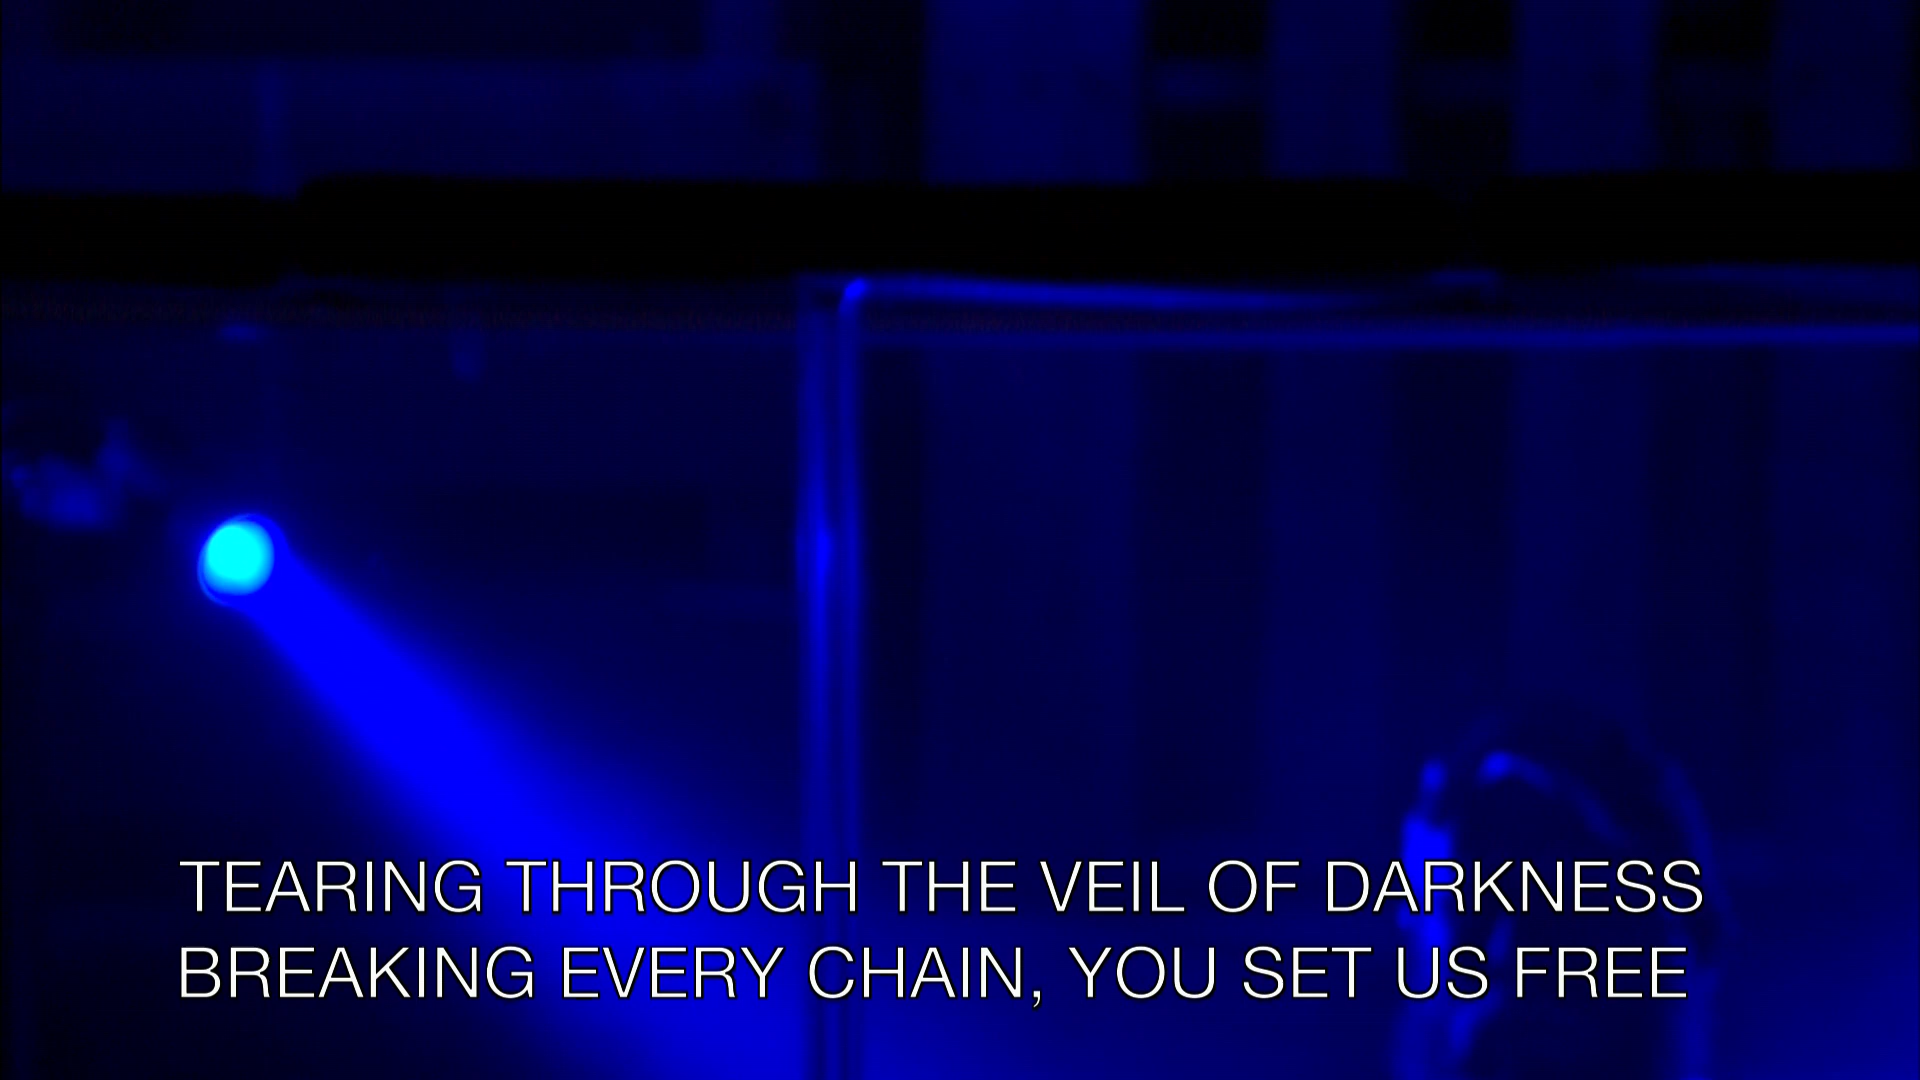 TEARING THROUGH THE VEIL OF DARKNESS
BREAKING EVERY CHAIN, YOU SET US FREE